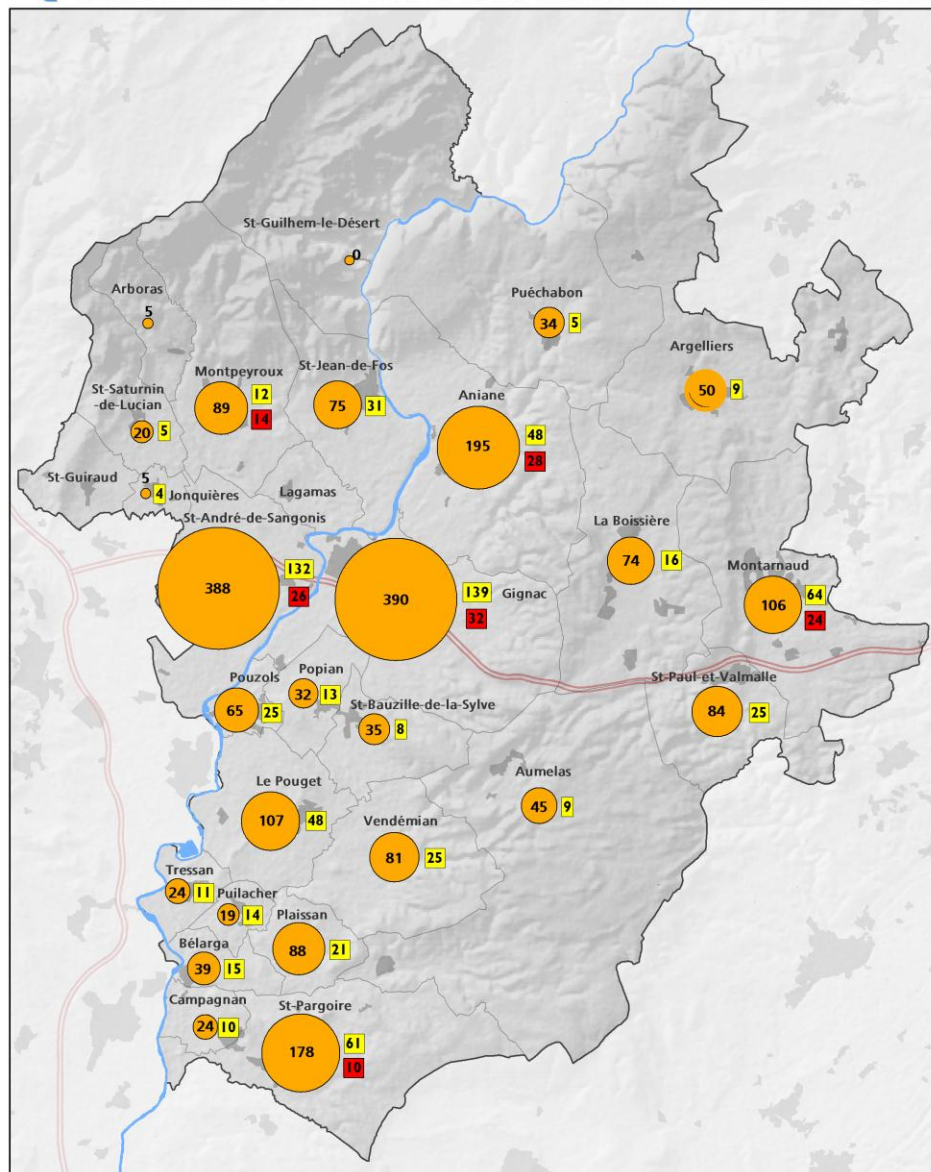 St-Guilhem-le-Désert
0
Arboras
5
Puéchabon
34 5
Argelliers
50 9
St-Saturnin
-de-Lucian
20 5
Montpeyroux
89 12
14
St-Jean-de-Fos
75 31
Aniane
195 48
28
St-Guiraud
5
4 Jonquières
Lagamas
St-André-de-Sangonis
388 132
26
390 139 Gignac
32
La Boissière
74 16
Montarnaud
106 64
24
Pouzols
65 25
Popian
32 13
St-Bauzille-de-la-Sylve
35 8
St-Paul-et-Valmalle
84 25
Le Pouget
107 48
Vendémian
81 25
Aumelas
45 9
Tressan
24 11
Puilacher
19 14
Plaissan
88 21
Bélarga
39 15
Campagnan
24 10
St-Pargoire
178 61
10